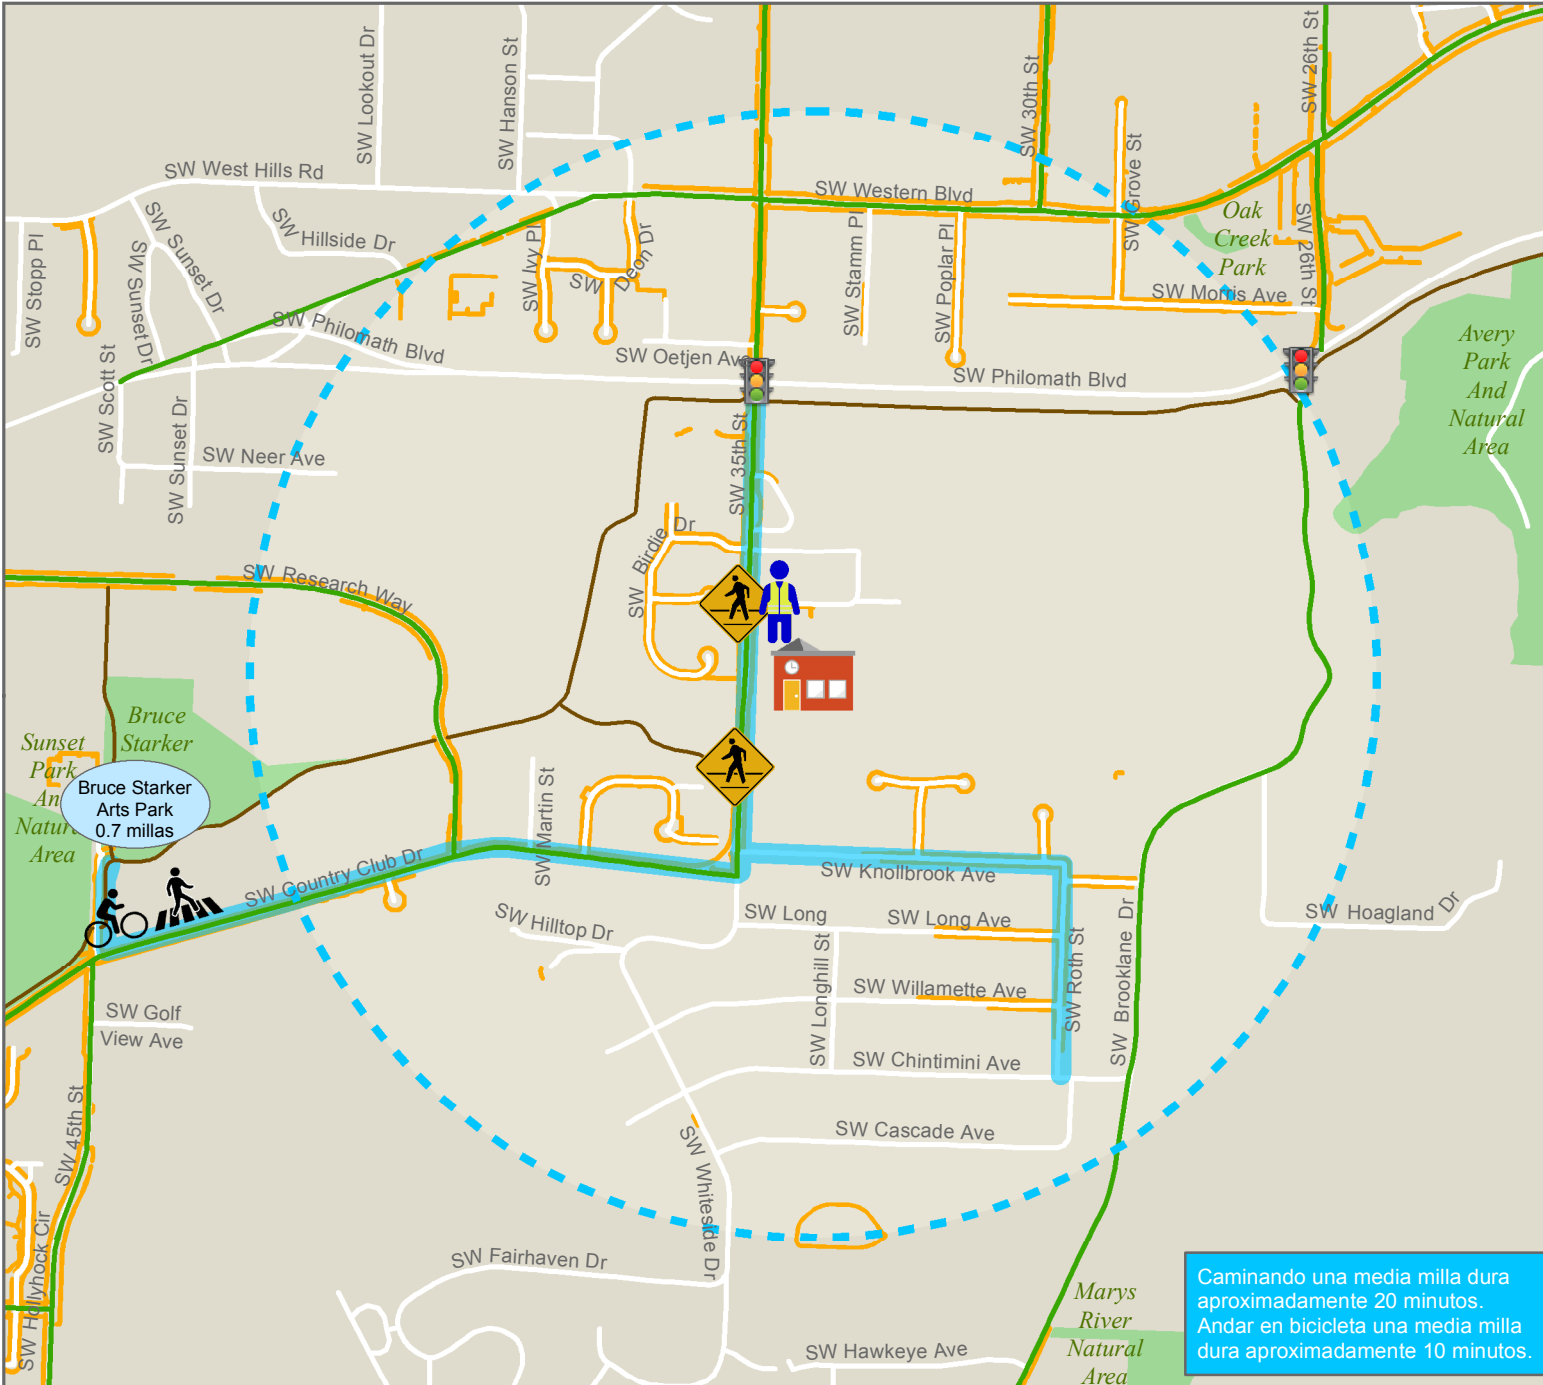 SW Lookout Dr
SW Hanson St
SW 30th St
SW 26th St
SW West Hills Rd
SW Western Blvd
SW Grove St
SW Stopp Pl
SW Sunset Dr
SW Sunset Dr
SW Hillside Dr
SW Ivy Pl
SW Deon Dr
SW Stamm Pl
SW Poplar Pl
Oak
Creek
Park
SW 26th St
SW Morris Ave
SW Philomath Blvd
SW Oetjen Ave
SW Philomath Blvd
Avery
Park
And
Natural
Area
SW Scott St
SW Sunset Dr
SW Neer Ave
SW 35th St
SW Birdie Dr
SW Research Way
Bruce
Starker
Sunset
Park
An
Natur
Area
Bruce Starker
Arts Park
0.7 millas
SW Martin St
SW Country Club Dr
SW Knollbrook Ave
SW Hilltop Dr
SW Long
SW Long Ave
SW Hoagland Dr
SW Longhill St
SW Willamette Ave
SW Roth St
SW Brooklane Dr
SW Golf
View Ave
SW Chintimini Ave
SW 45th St
SW Cascade Ave
SW Whiteside Dr
SW Hollyhock Cir
SW Fairhaven Dr
SW Hawkeye Ave
Marys
River
Natural
Area
Caminando una media milla dura
aproximadamente 20 minutos.
Andar en bicicleta una media milla
dura aproximadamente 10 minutos.